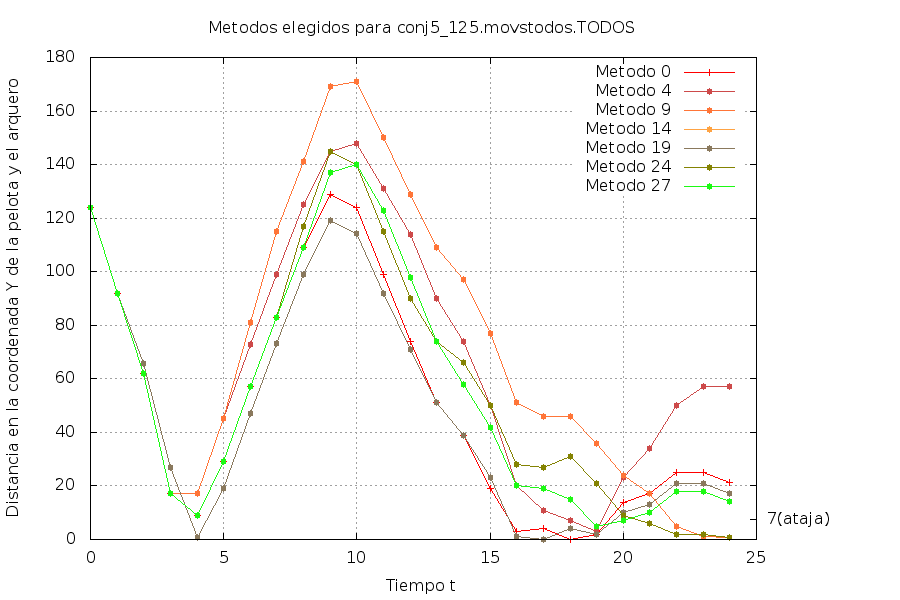 Metodos elegidos para conj5_125.movstodos.TODOS
Distancia en la coordenada Y de la pelota y el arquero
180
160
140
120
100
80
60
40
20
0
Metodo 0
Metodo 4
Metodo 9
Metodo 14
Metodo 19
Metodo 24
Metodo 27
7(ataja)
0 5 10 15 20 25
Tiempo t